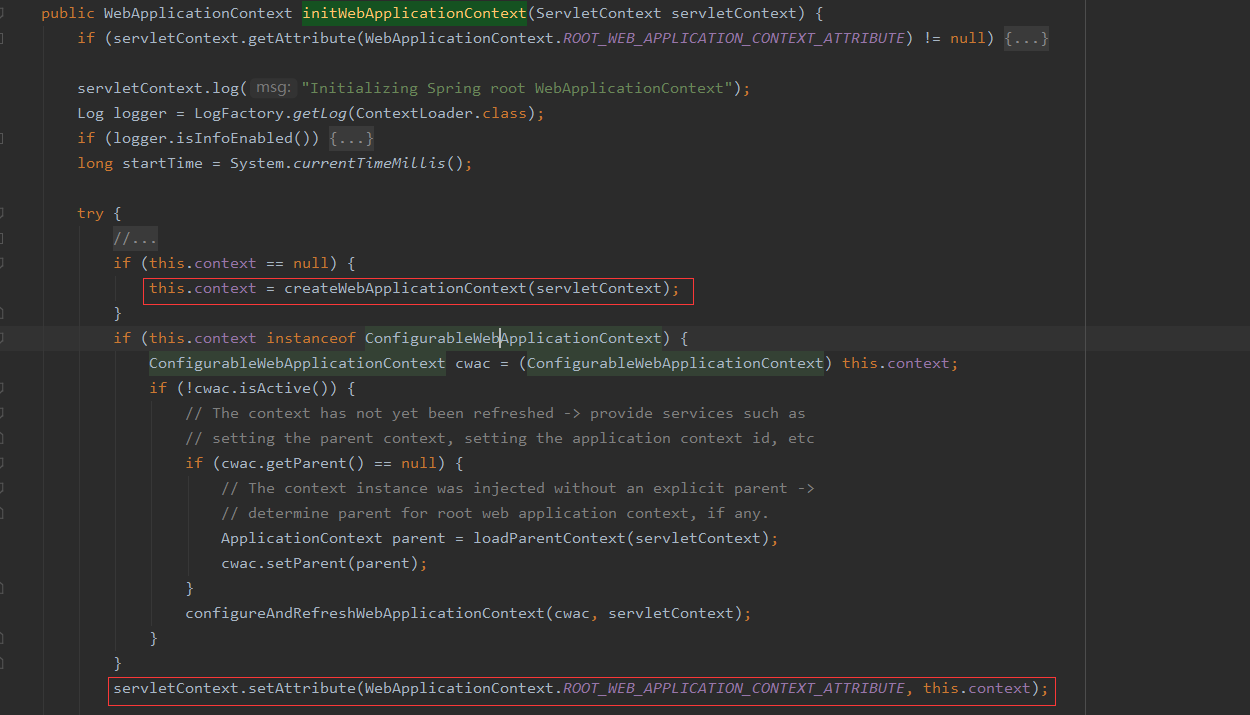 public WebApplicationContext initWebApplicationContext(ServletContext servletContext) {
if (servletContext.getAttribute(WebApplicationContext.ROOT_WEB_APPLICATION_CONTEXT_ATTRIBUTE) != null) {...}
servletContext.log( msg: "Initializing Spring root WebApplicationContext");
Log logger = LogFactory.getLog(ContextLoader.class);
if (logger.isInfoEnabled()) {...}
long startTime = System.currentTimeMillis();
try {
//...
if (this.context == null) {
this.context = createWebApplicationContext(servletContext);
}
if (this.context instanceof ConfigurableWebApplicationContext) {
ConfigurableWebApplicationContext cwac = (ConfigurableWebApplicationContext) this.context;
if (!cwac.isActive()) {
// The context has not yet been refreshed -> provide services such as
// setting the parent context, setting the application context id, etc
if (cwac.getParent() == null) {
// The context instance was injected without an explicit parent ->
// determine parent for root web application context, if any.
ApplicationContext parent = loadParentContext(servletContext);
cwac.setParent(parent);
}
configureAndRefreshWebApplicationContext(cwac, servletContext);
}
}
servletContext.setAttribute(WebApplicationContext.ROOT_WEB_APPLICATION_CONTEXT_ATTRIBUTE, this.context);